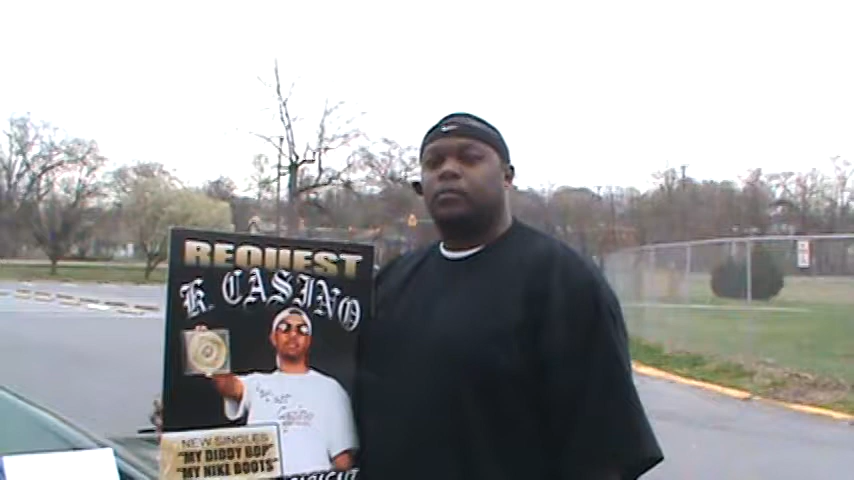 REQUEST
K. CASINO
NEW SINGLES
"MY DIDDY BOP"
"MY NIKE BOOTS"